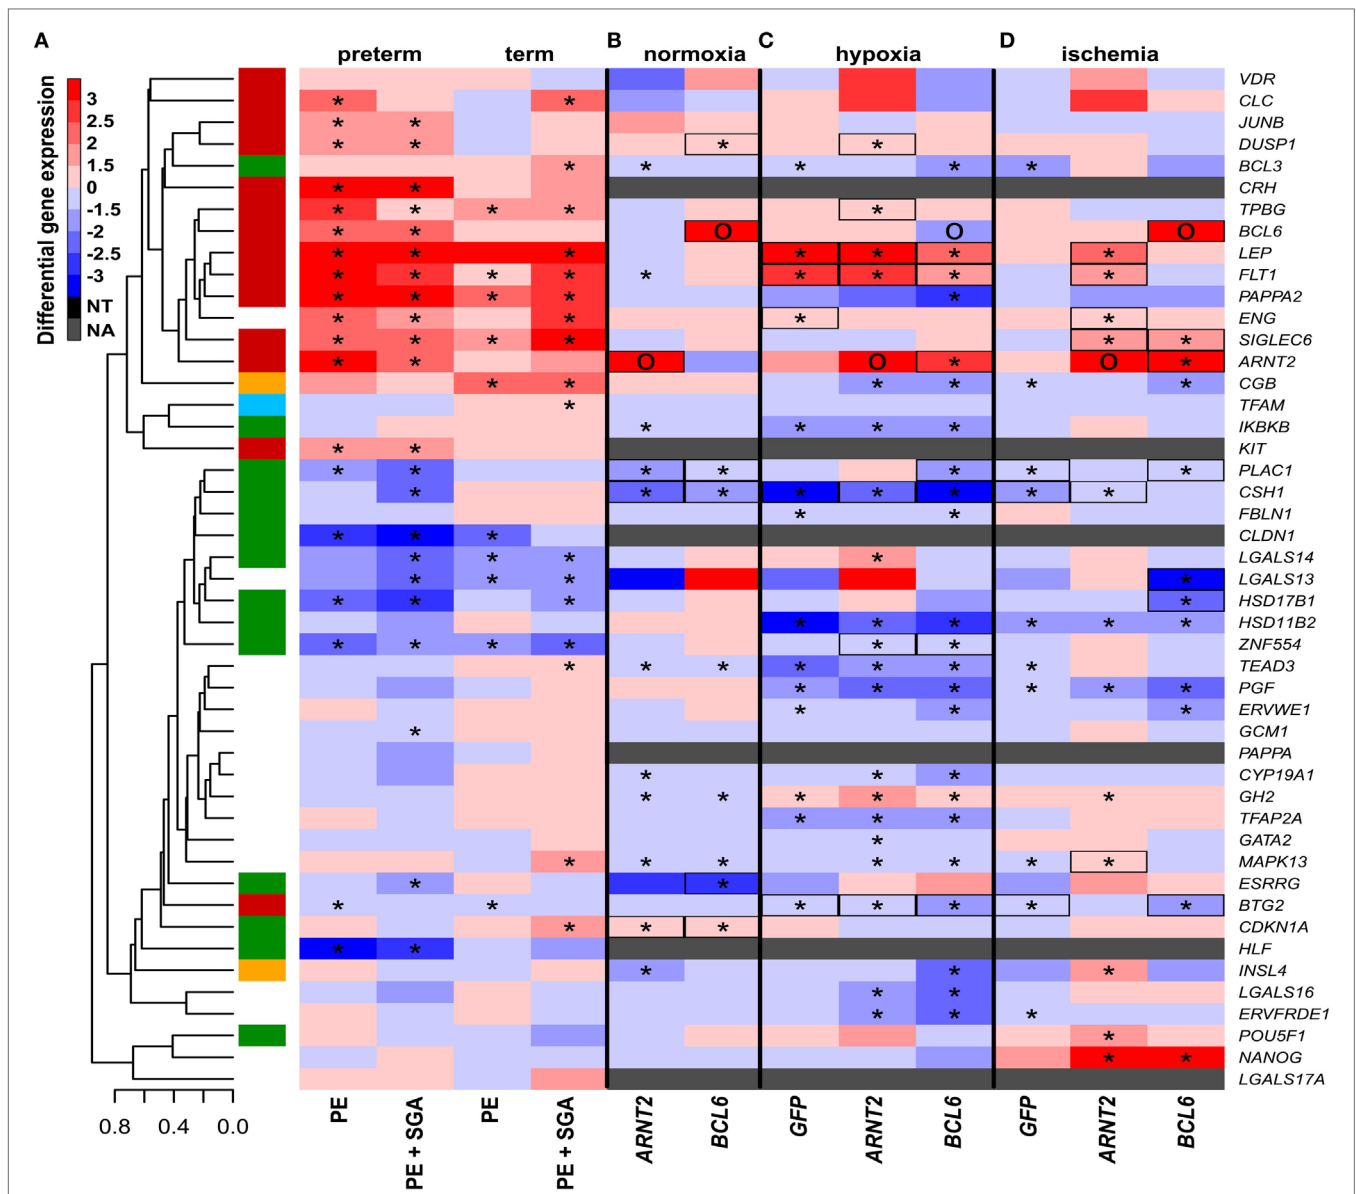 A B C D
preterm term normoxia hypoxia ischemia
Differential gene expression
3
2.5
2
1.5
0
-1.5
-2
-2.5
-3
NT
NA
VDR
CLC
* * JUNB
* * * * DUSP1
* * * * * BCL3
* * CRH
* * * * * TPBG
* * O O O BCL6
* * * * * * * * LEP
* * * * * * * * * FLT1
* * * * * PAPPA2
* * * * * ENG
* * * * * * SIGLEC6
* * O O * O * ARNT2
* * * * * * CGB
* TFAM
* * * * IKBKB
* * KIT
* * * * * * * PLAC1
* * * * * * * * CSH1
* * FBLN1
* * * CLDN1
* * * * LGALS14
* * * * LGALS13
* * * * HSD17B1
* * * * * * HSD11B2
* * * * * * ZNF554
* * * * * * * TEAD3
* * * * * * PGF
* * * ERVWE1
* GCM1
PAPPA
* * * CYP19A1
* * * * * * GH2
* * * TFAP2A
* GATA2
* * * * * * * MAPK13
* * ESRRG
* * * * * * * BTG2
* * * CDKN1A
* * HLF
* * * INSL4
* * LGALS16
* * * ERVFRDE1
* POU5F1
* * NANOG
LGALS17A
0.8 0.4 0.0
PE PE + SGA PE PE + SGA ARNT2 BCL6 GFP ARNT2 BCL6 GFP ARNT2 BCL6